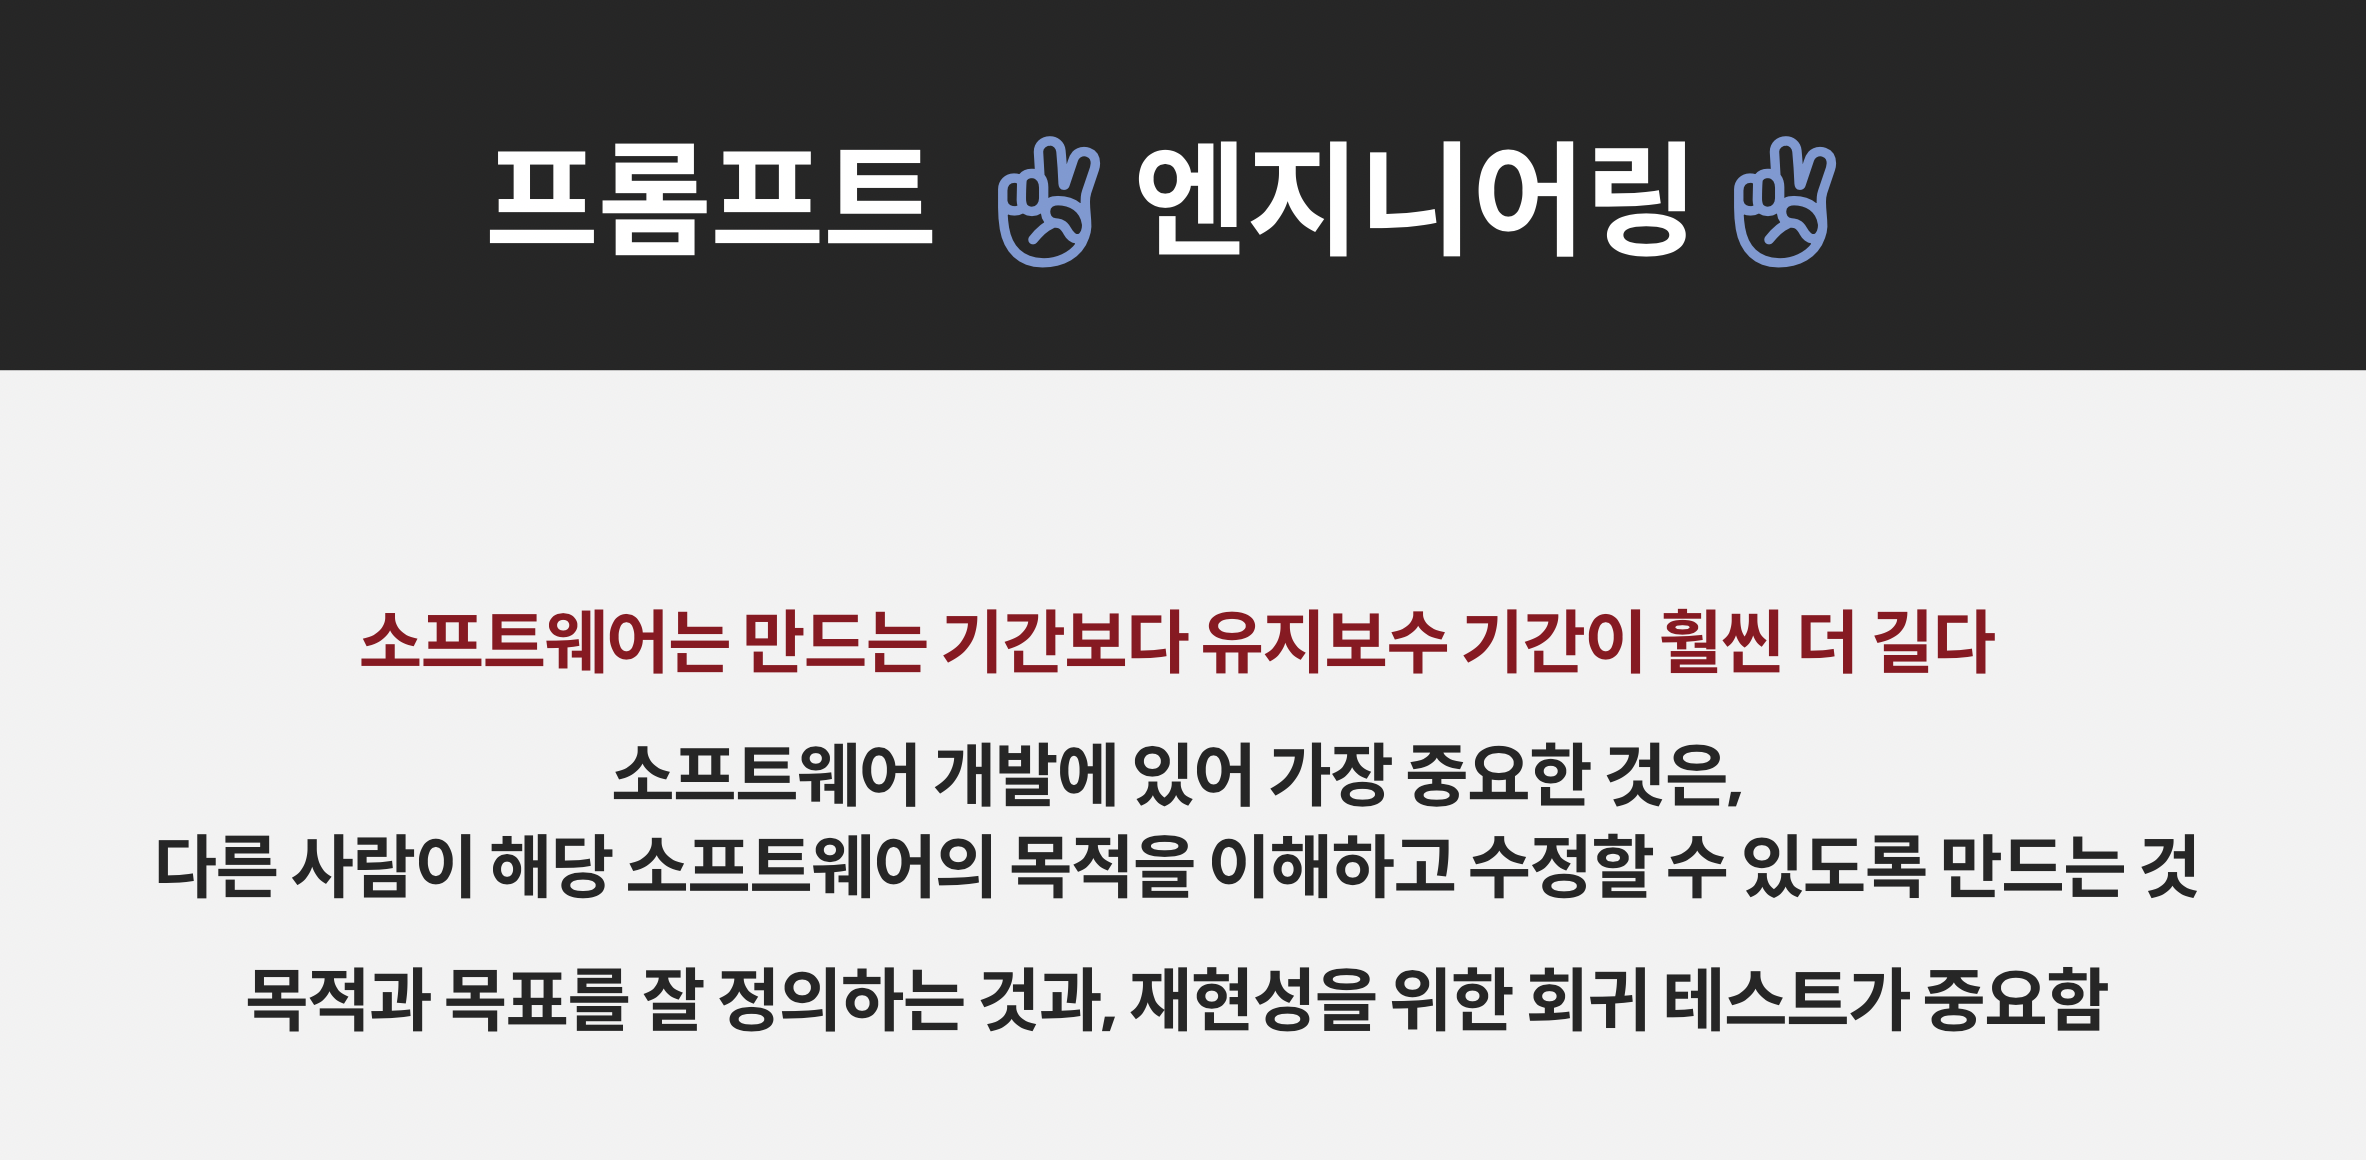 프롬프트 ✌엔지니어링✌
소프트웨어는 만드는 기간보다 유지보수 기간이 훨씬 더 길다
소프트웨어 개발에 있어 가장 중요한 것은,
다른 사람이 해당 소프트웨어의 목적을 이해하고 수정할 수 있도록 만드는 것
목적과 목표를 잘 정의하는 것과, 재현성을 위한 회귀 테스트가 중요함